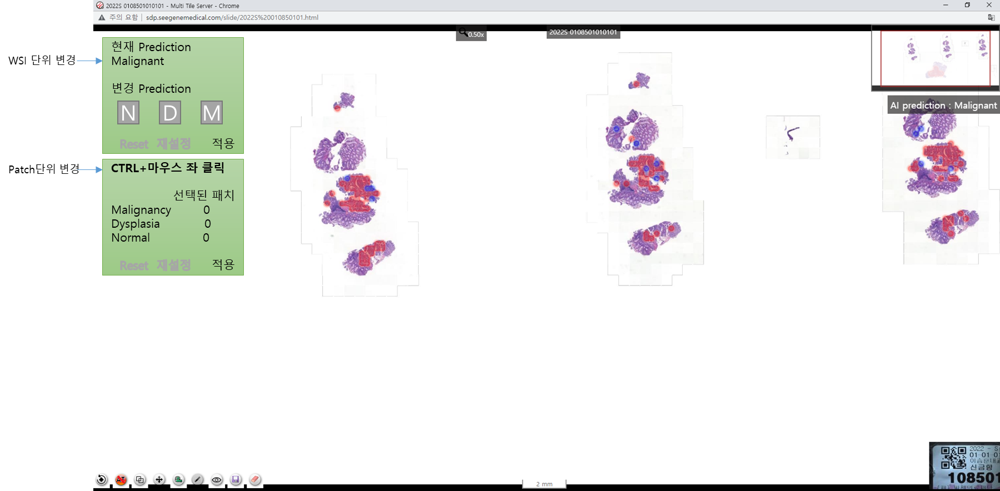 2022S 0108501010101 - Multi Tile Server - Chrome
주의 요함 | sdp.seegenemedical.com/slide/2022S%20010850101.html
0.50x
2022S 0108501010101
AI prediction : Malignant
WSI 단위 변경
현재 Prediction
Malignant
변경 Prediction
N D M
Reset 재설정 적용
Patch단위 변경
CTRL+마우스 좌 클릭
선택된 패치
Malignancy 0
Dysplasia 0
Normal 0
Reset 재설정 적용
2 mm
2022 - S
01-01-0
신금향
108501